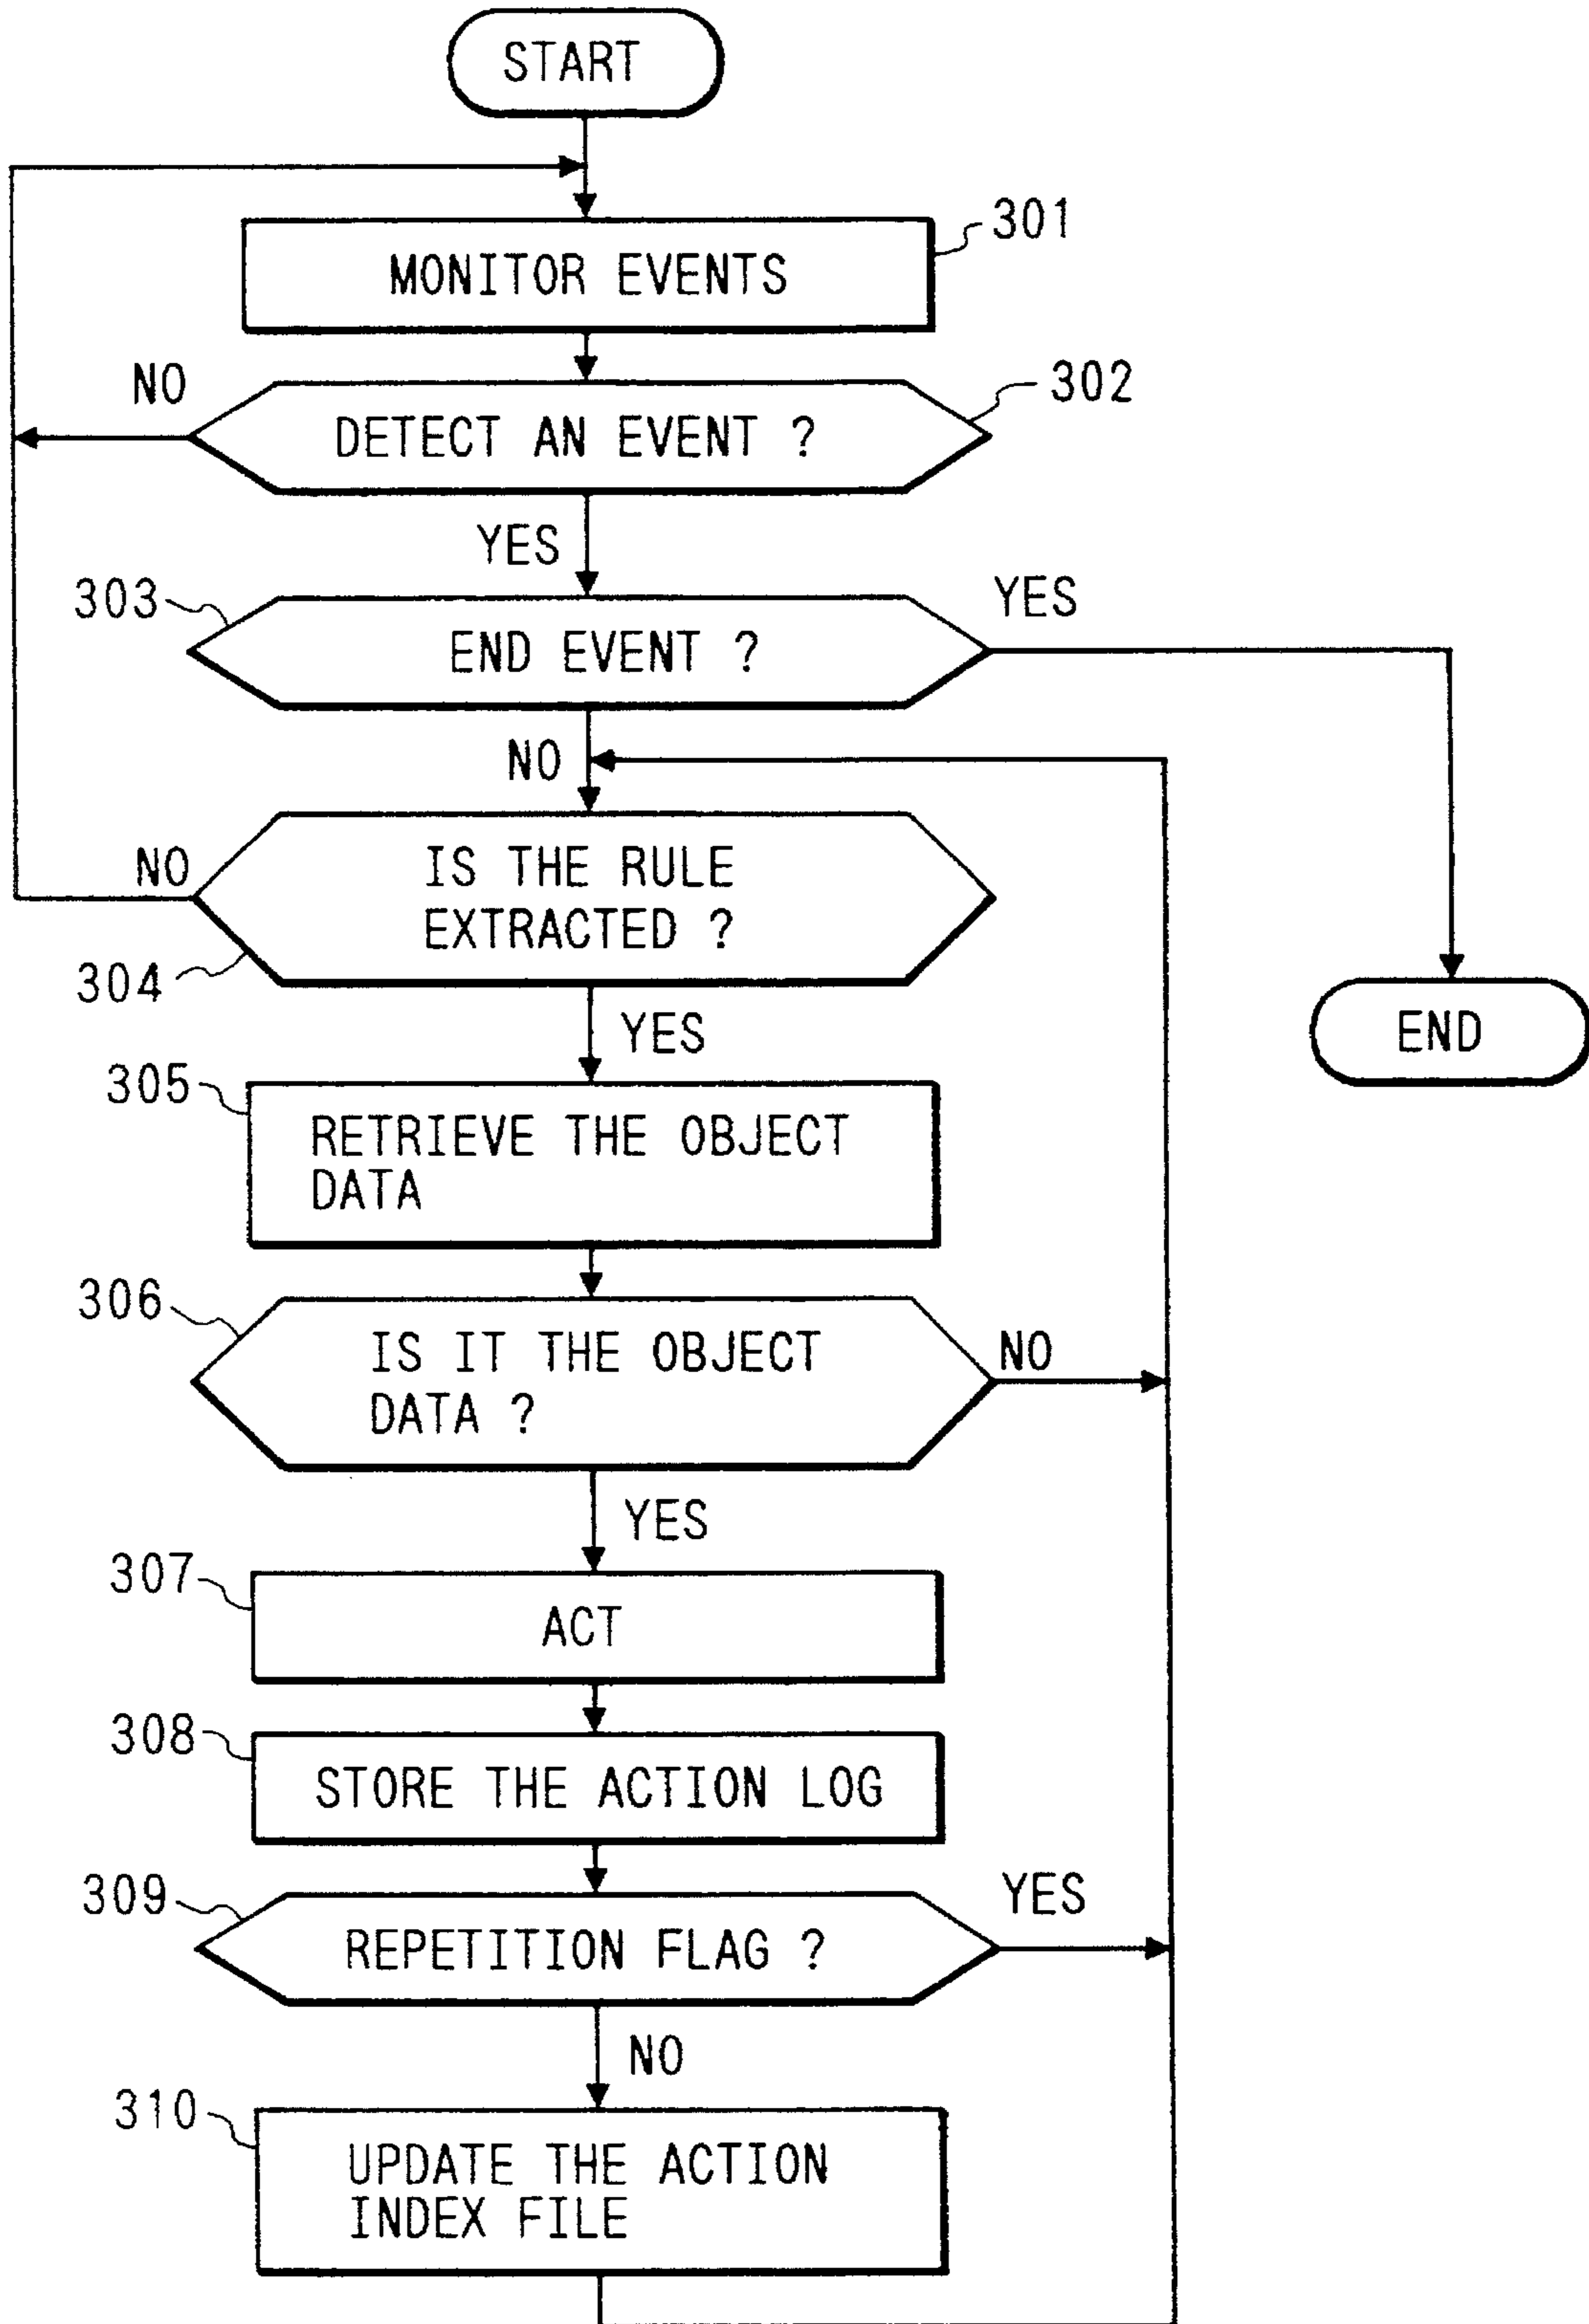 START
301
MONITOR EVENTS
302
NO
DETECT AN EVENT ?
YES
303
YES
END EVENT ?
NO
NO
IS THE RULE
EXTRACTED ?
304
YES
END
305
RETRIEVE THE OBJECT
DATA
306
IS IT THE OBJECT
DATA ?
NO
YES
307
ACT
308
STORE THE ACTION LOG
309
YES
REPETITION FLAG ?
NO
310
UPDATE THE ACTION
INDEX FILE